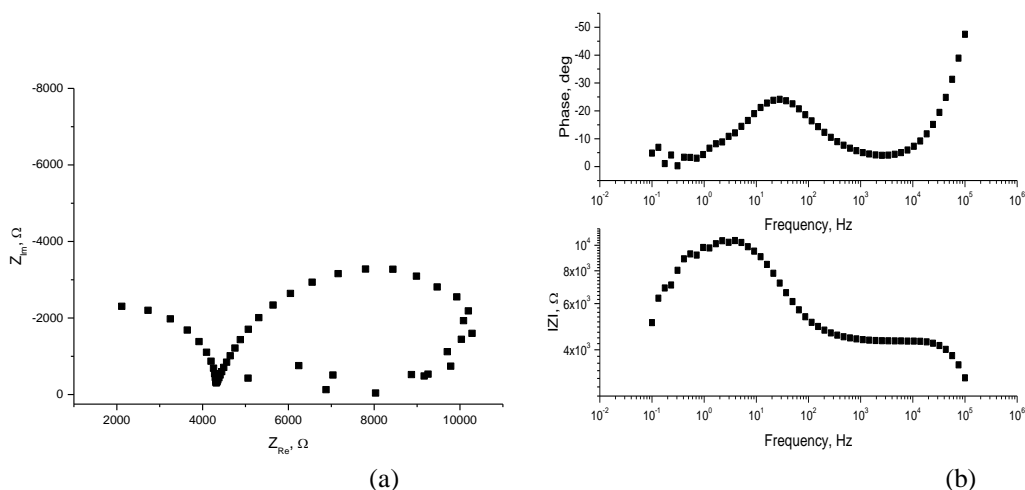 -8000
-6000
-4000
-2000
0
Z_Im, Ω
2000 4000 6000 8000 10000
Z_Re, Ω
(a)
-50
-40
-30
-20
-10
0
Phase, deg
10^-2 10^-1 10^0 10^1 10^2 10^3 10^4 10^5 10^6
Frequency, Hz
10^4
8x10^3
6x10^3
4x10^3
IZI, Ω
10^-2 10^-1 10^0 10^1 10^2 10^3 10^4 10^5 10^6
Frequency, Hz
(b)